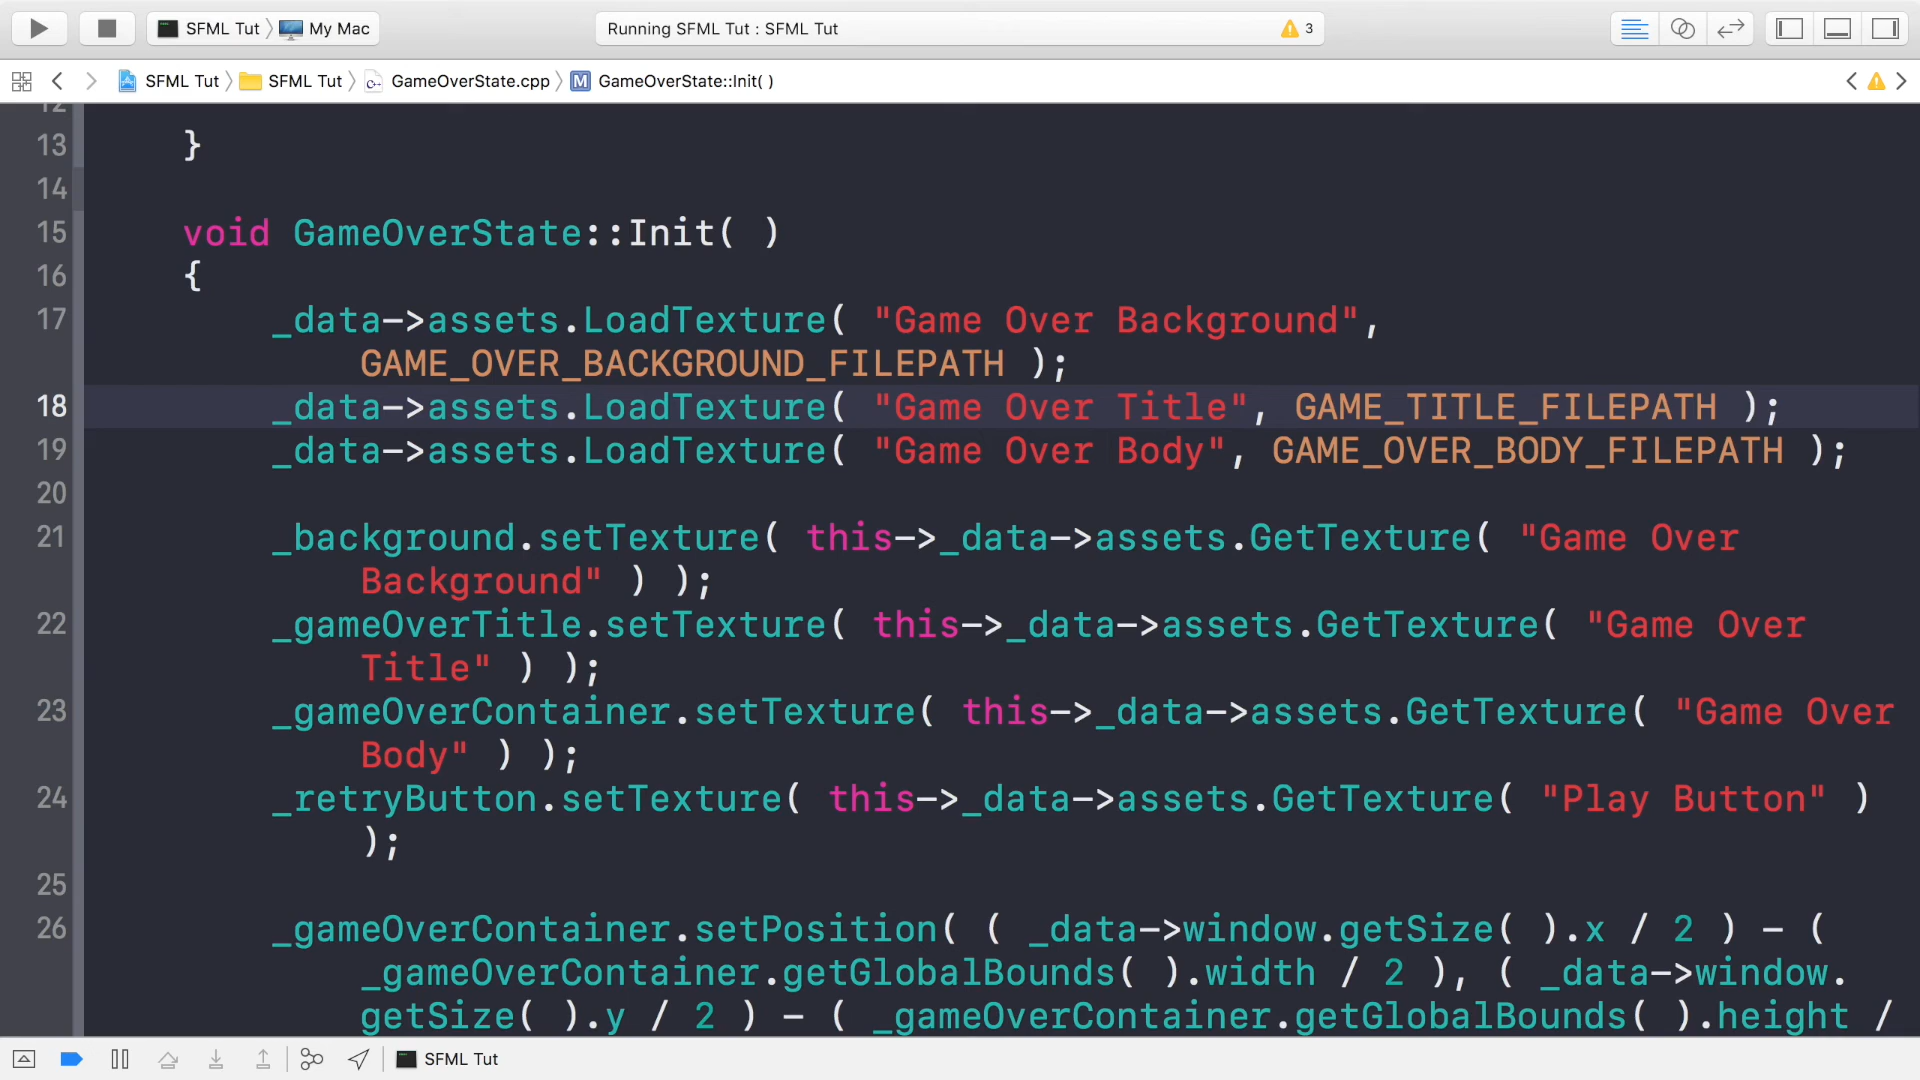 SFML Tut My Mac Running SFML Tut : SFML Tut 3
SFML Tut SFML Tut GameOverState.cpp M GameOverState::Init( )
12
13 }
14
15 void GameOverState::Init( )
16 {
17 _data->assets.LoadTexture( "Game Over Background",
GAME_OVER_BACKGROUND_FILEPATH );
18 _data->assets.LoadTexture( "Game Over Title", GAME_TITLE_FILEPATH );
19 _data->assets.LoadTexture( "Game Over Body", GAME_OVER_BODY_FILEPATH );
20
21 _background.setTexture( this->_data->assets.GetTexture( "Game Over
Background" ) );
22 _gameOverTitle.setTexture( this->_data->assets.GetTexture( "Game Over
Title" ) );
23 _gameOverContainer.setTexture( this->_data->assets.GetTexture( "Game Over
Body" ) );
24 _retryButton.setTexture( this->_data->assets.GetTexture( "Play Button" )
);
25
26 _gameOverContainer.setPosition( ( _data->window.getSize( ).x / 2 ) - (
_gameOverContainer.getGlobalBounds( ).width / 2 ), ( _data->window.
getSize( ).y / 2 ) - ( _gameOverContainer.getGlobalBounds( ).height /
SFML Tut